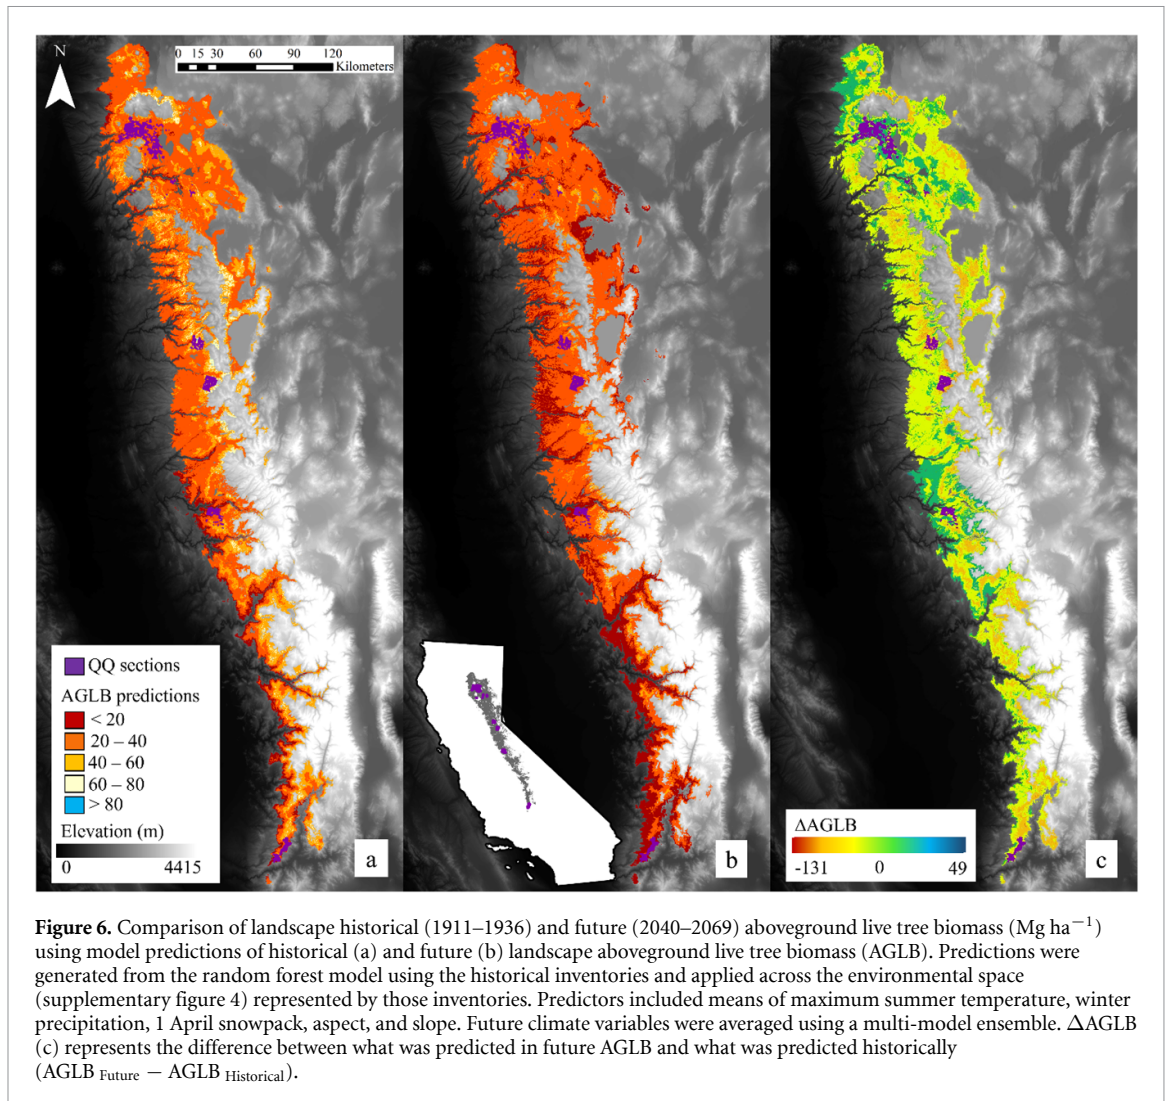 N
0 15 30 60 90 120
Kilometers
QQ sections
AGLB predictions
< 20
20 – 40
40 – 60
60 – 80
> 80
Elevation (m)
0 4415
a
b
ΔAGLB
-131 0 49
c
Figure 6. Comparison of landscape historical (1911–1936) and future (2040–2069) aboveground live tree biomass (Mg ha−1)
using model predictions of historical (a) and future (b) landscape aboveground live tree biomass (AGLB). Predictions were
generated from the random forest model using the historical inventories and applied across the environmental space
(supplementary figure 4) represented by those inventories. Predictors included means of maximum summer temperature, winter
precipitation, 1 April snowpack, aspect, and slope. Future climate variables were averaged using a multi-model ensemble. ΔAGLB
(c) represents the difference between what was predicted in future AGLB and what was predicted historically
(AGLB Future − AGLB Historical).